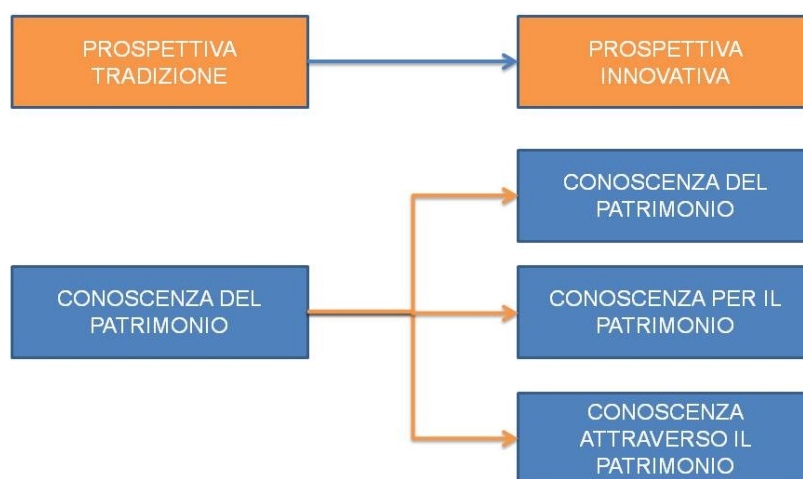 PROSPETTIVA
TRADIZIONE
PROSPETTIVA
INNOVATIVA
CONOSCENZA DEL
PATRIMONIO
CONOSCENZA DEL
PATRIMONIO
CONOSCENZA PER IL
PATRIMONIO
CONOSCENZA
ATTRAVERSO IL
PATRIMONIO